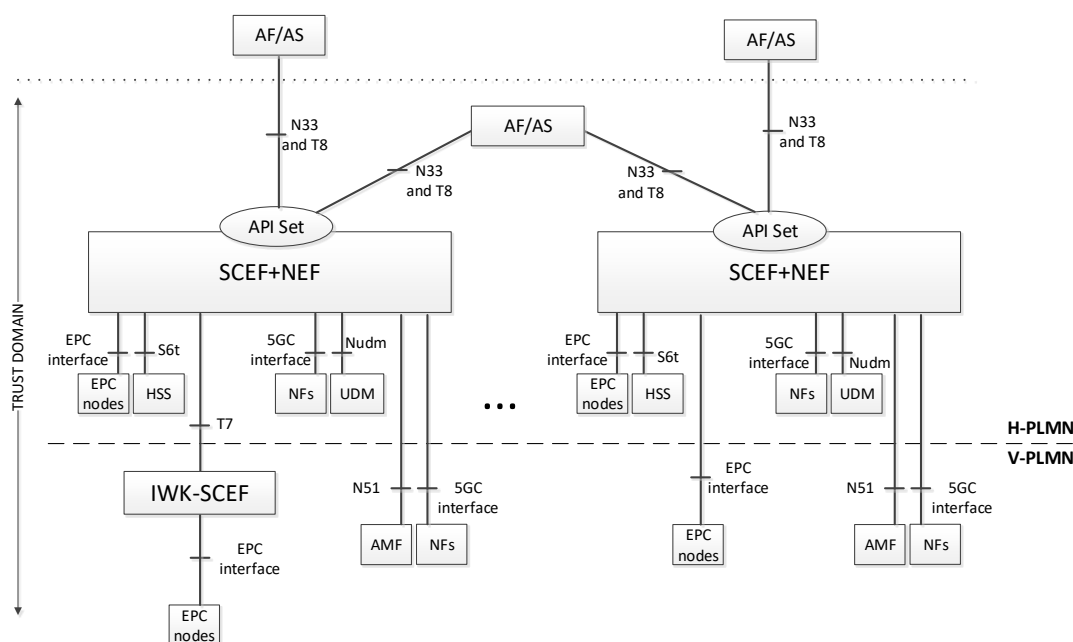 AF/AS
AF/AS
AF/AS
N33
and T8
N33
and T8
N33
and T8
N33
and T8
API Set
API Set
SCEF+NEF
SCEF+NEF
TRUST DOMAIN
EPC
interface
S6t
5GC
interface
Nudm
EPC
interface
S6t
5GC
interface
Nudm
EPC
nodes
HSS
NFs
UDM
...
EPC
nodes
HSS
NFs
UDM
T7
H-PLMN
V-PLMN
IWK-SCEF
N51
5GC
interface
EPC
interface
N51
5GC
interface
AMF
NFs
EPC
nodes
AMF
NFs
EPC
interface
EPC
nodes